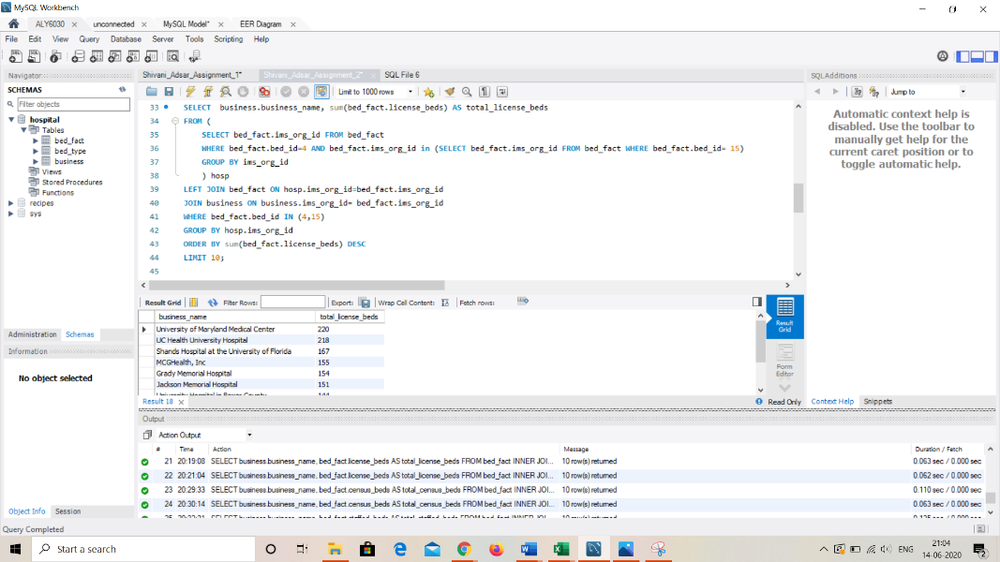 MySQL Workbench
ALY6030 × unconnected × MySQL Model* × EER Diagram ×
File Edit View Query Database Server Tools Scripting Help
Navigator
SCHEMAS
Filter objects
hospital
Tables
bed_fact
bed_type
business
Views
Stored Procedures
Functions
recipes
sys
Administration Schemas
Information
No object selected
Object Info Session
Shivani_Adsar_Assignment_1* Shivani_Adsar_Assignment_2* × SQL File 6
Limit to 1000 rows
33 SELECT business.business_name, sum(bed_fact.license_beds) AS total_license_beds
34 FROM (
35 SELECT bed_fact.ims_org_id FROM bed_fact
36 WHERE bed_fact.bed_id=4 AND bed_fact.ims_org_id in (SELECT bed_fact.ims_org_id FROM bed_fact WHERE bed_fact.bed_id= 15)
37 GROUP BY ims_org_id
38 ) hosp
39 LEFT JOIN bed_fact ON hosp.ims_org_id=bed_fact.ims_org_id
40 JOIN business ON business.ims_org_id= bed_fact.ims_org_id
41 WHERE bed_fact.bed_id IN (4,15)
42 GROUP BY hosp.ims_org_id
43 ORDER BY sum(bed_fact.license_beds) DESC
44 LIMIT 10;
45
Result Grid Filter Rows: Export: Wrap Cell Content: Fetch rows:
business_name total_license_beds
University of Maryland Medical Center 220
UC Health University Hospital 218
Shands Hospital at the University of Florida 167
MCGHealth, Inc 155
Grady Memorial Hospital 154
Jackson Memorial Hospital 151
University Hospital in Bexar County 144
Result Grid
Form Editor
Result 18 × Read Only
SQLAdditions
Jump to
Automatic context help is
disabled. Use the toolbar to
manually get help for the
current caret position or to
toggle automatic help.
Context Help Snippets
Output
Action Output
# Time Action Message Duration / Fetch
21 20:19:08 SELECT business.business_name, bed_fact.license_beds AS total_license_beds FROM bed_fact INNER JOI... 10 row(s) returned 0.063 sec / 0.000 sec
22 20:21:04 SELECT business.business_name, bed_fact.license_beds AS total_license_beds FROM bed_fact INNER JOI... 10 row(s) returned 0.062 sec / 0.000 sec
23 20:29:33 SELECT business.business_name, bed_fact.census_beds AS total_census_beds FROM bed_fact INNER JOI... 10 row(s) returned 0.110 sec / 0.000 sec
24 20:30:14 SELECT business.business_name, bed_fact.census_beds AS total_census_beds FROM bed_fact INNER JOI... 10 row(s) returned 0.063 sec / 0.000 sec
Query Completed
Start a search
ENG
21:04
14-06-2020
2